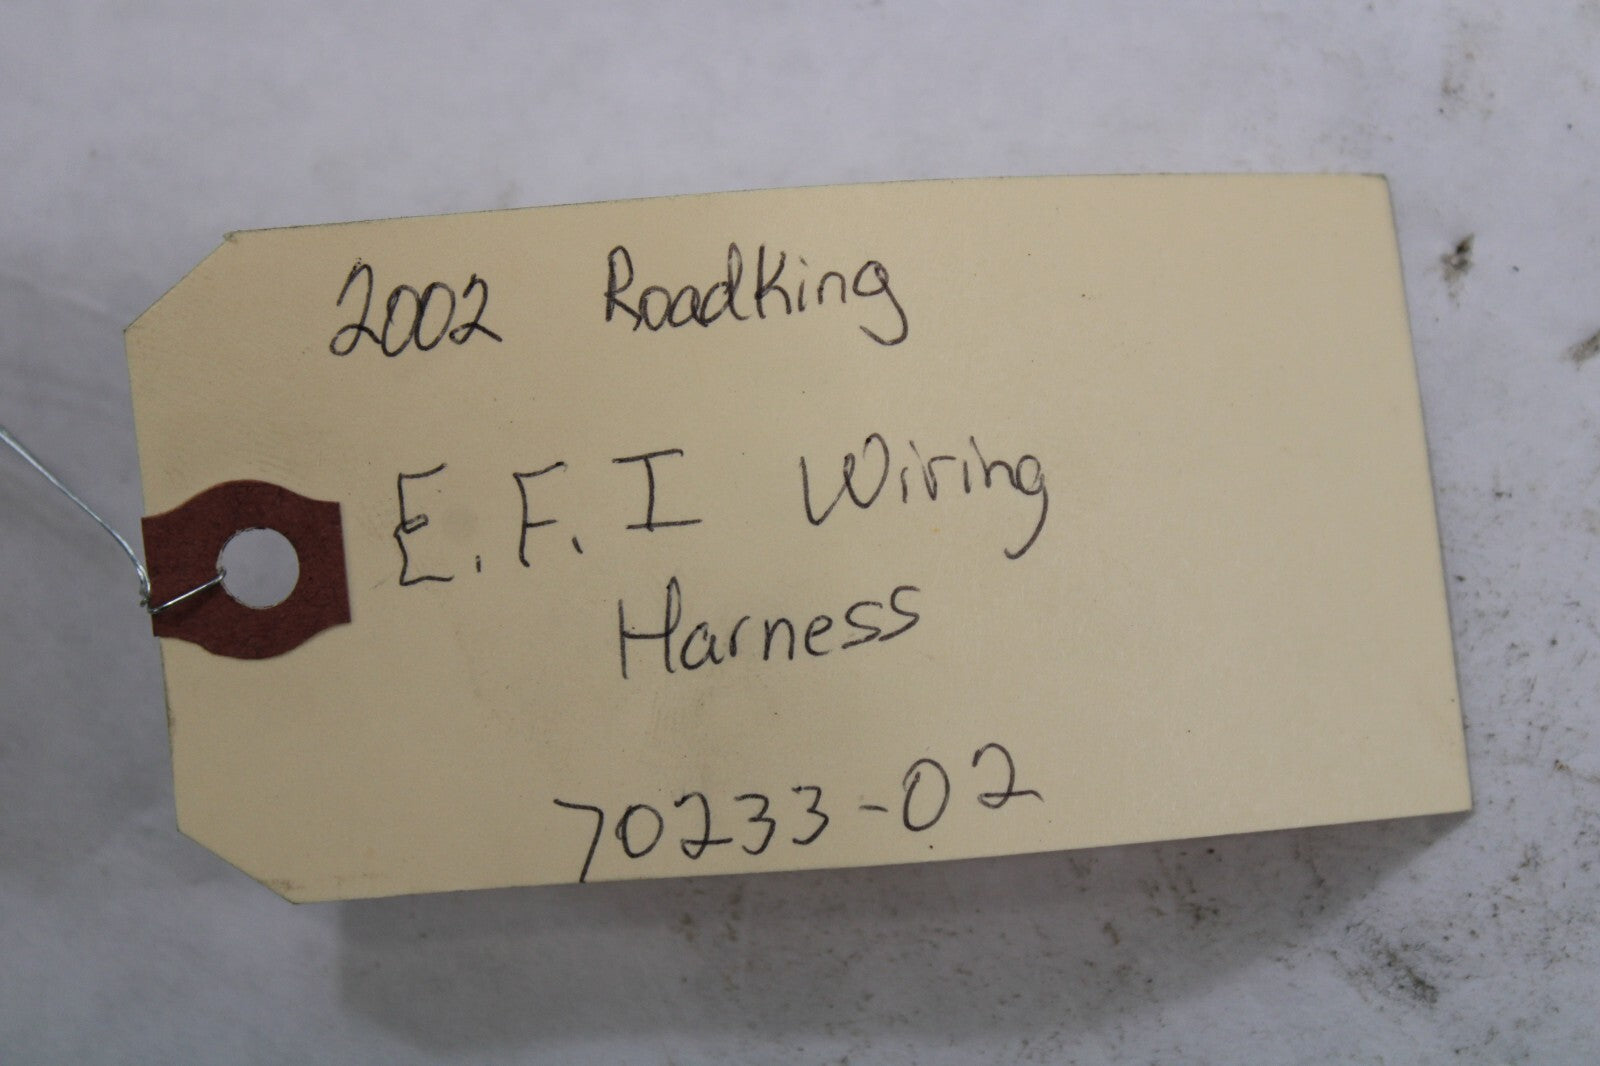 2002 RoadKing
E.F.I Wiring
Harness
70233-02